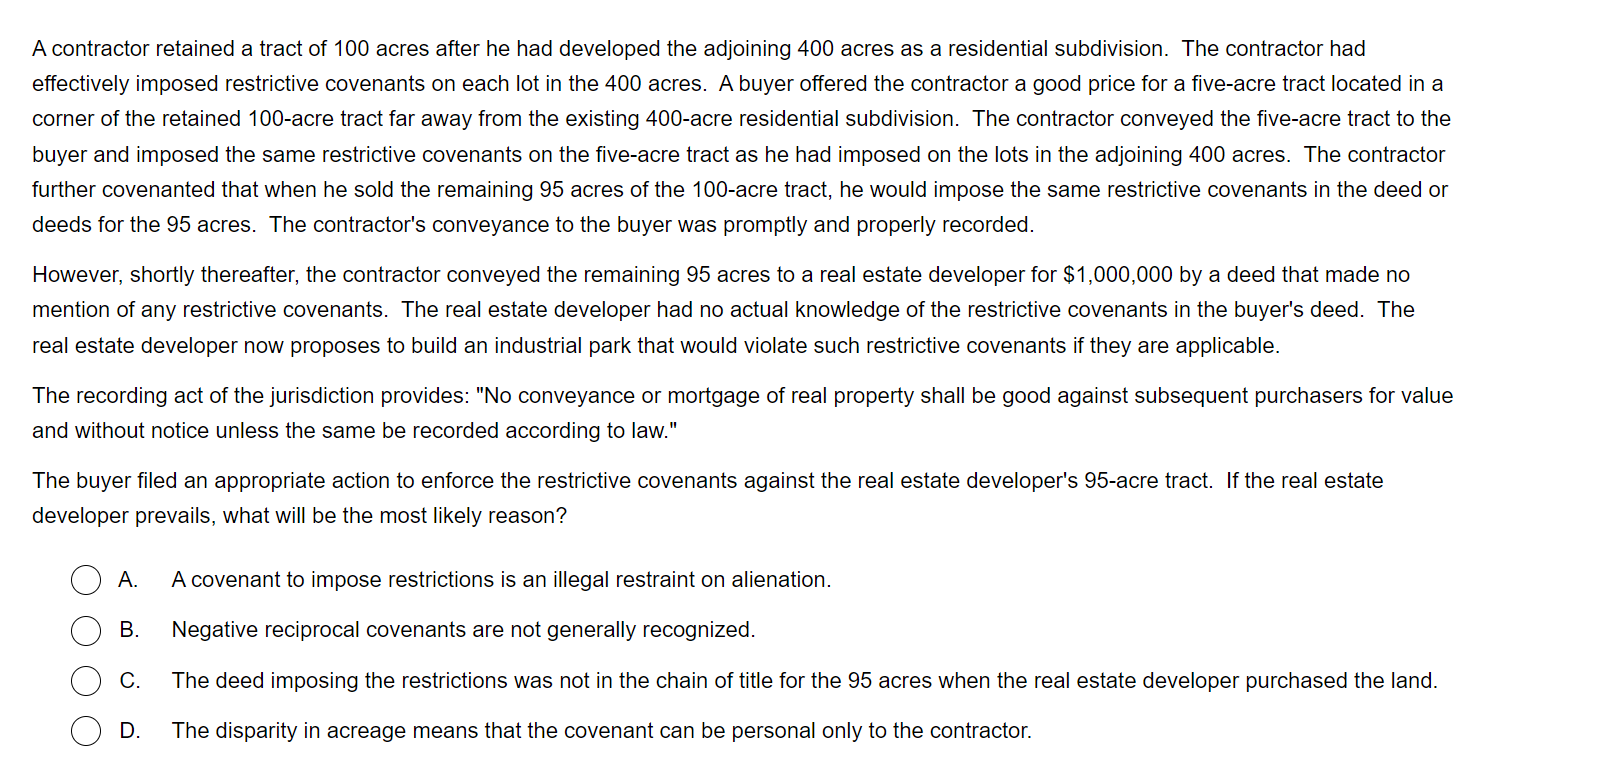 A contractor retained a tract of 100 acres after he had developed the adjoining 400 acres as a residential subdivision.  The contractor had
effectively imposed restrictive covenants on each lot in the 400 acres.  A buyer offered the contractor a good price for a five-acre tract located in a
corner of the retained 100-acre tract far away from the existing 400-acre residential subdivision.  The contractor conveyed the five-acre tract to the
buyer and imposed the same restrictive covenants on the five-acre tract as he had imposed on the lots in the adjoining 400 acres.  The contractor
further covenanted that when he sold the remaining 95 acres of the 100-acre tract, he would impose the same restrictive covenants in the deed or
deeds for the 95 acres.  The contractor's conveyance to the buyer was promptly and properly recorded.
However, shortly thereafter, the contractor conveyed the remaining 95 acres to a real estate developer for $1,000,000 by a deed that made no
mention of any restrictive covenants.  The real estate developer had no actual knowledge of the restrictive covenants in the buyer's deed.  The
real estate developer now proposes to build an industrial park that would violate such restrictive covenants if they are applicable.
The recording act of the jurisdiction provides: "No conveyance or mortgage of real property shall be good against subsequent purchasers for value
and without notice unless the same be recorded according to law."
The buyer filed an appropriate action to enforce the restrictive covenants against the real estate developer's 95-acre tract.  If the real estate
developer prevails, what will be the most likely reason?
A. A covenant to impose restrictions is an illegal restraint on alienation.
B. Negative reciprocal covenants are not generally recognized.
C. The deed imposing the restrictions was not in the chain of title for the 95 acres when the real estate developer purchased the land.
D. The disparity in acreage means that the covenant can be personal only to the contractor.